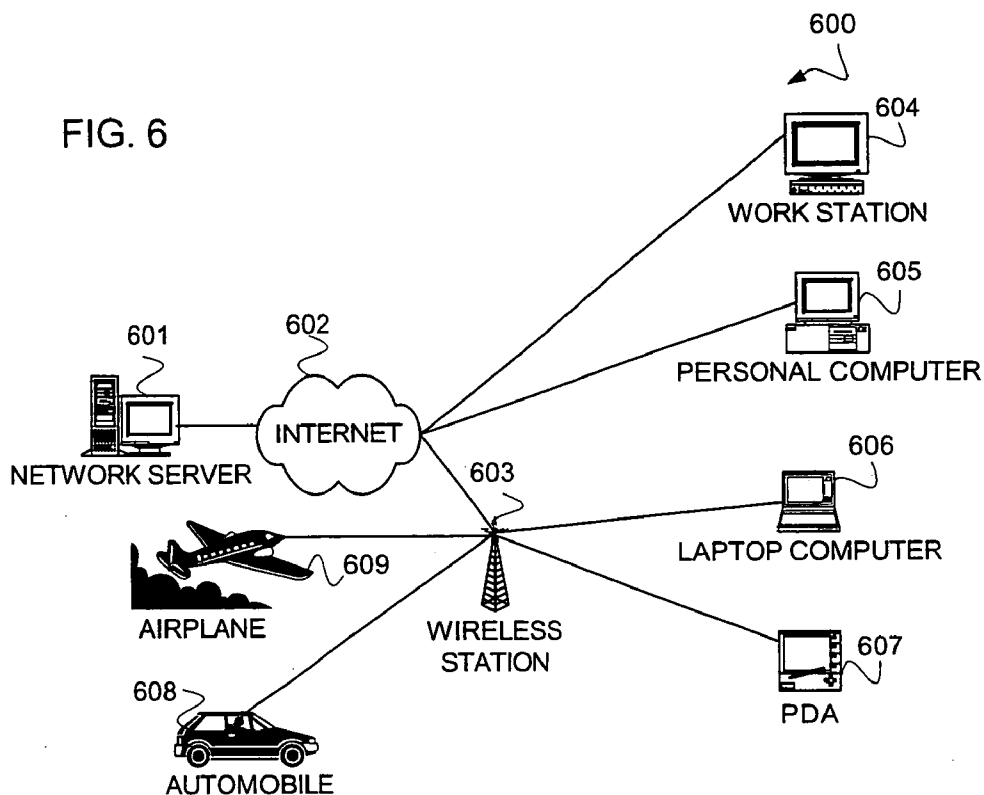 600
FIG. 6
604
WORK STATION
605
PERSONAL COMPUTER
601
602
INTERNET
NETWORK SERVER
603
606
LAPTOP COMPUTER
609
AIRPLANE
WIRELESS
STATION
607
PDA
608
AUTOMOBILE